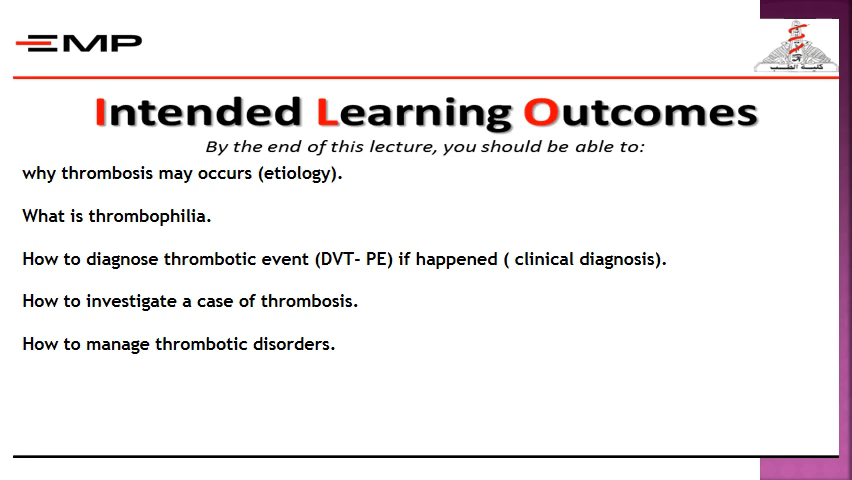 EMP
كلية الطب
Intended Learning Outcomes
By the end of this lecture, you should be able to:
why thrombosis may occurs (etiology).
What is thrombophilia.
How to diagnose thrombotic event (DVT- PE) if happened ( clinical diagnosis).
How to investigate a case of thrombosis.
How to manage thrombotic disorders.